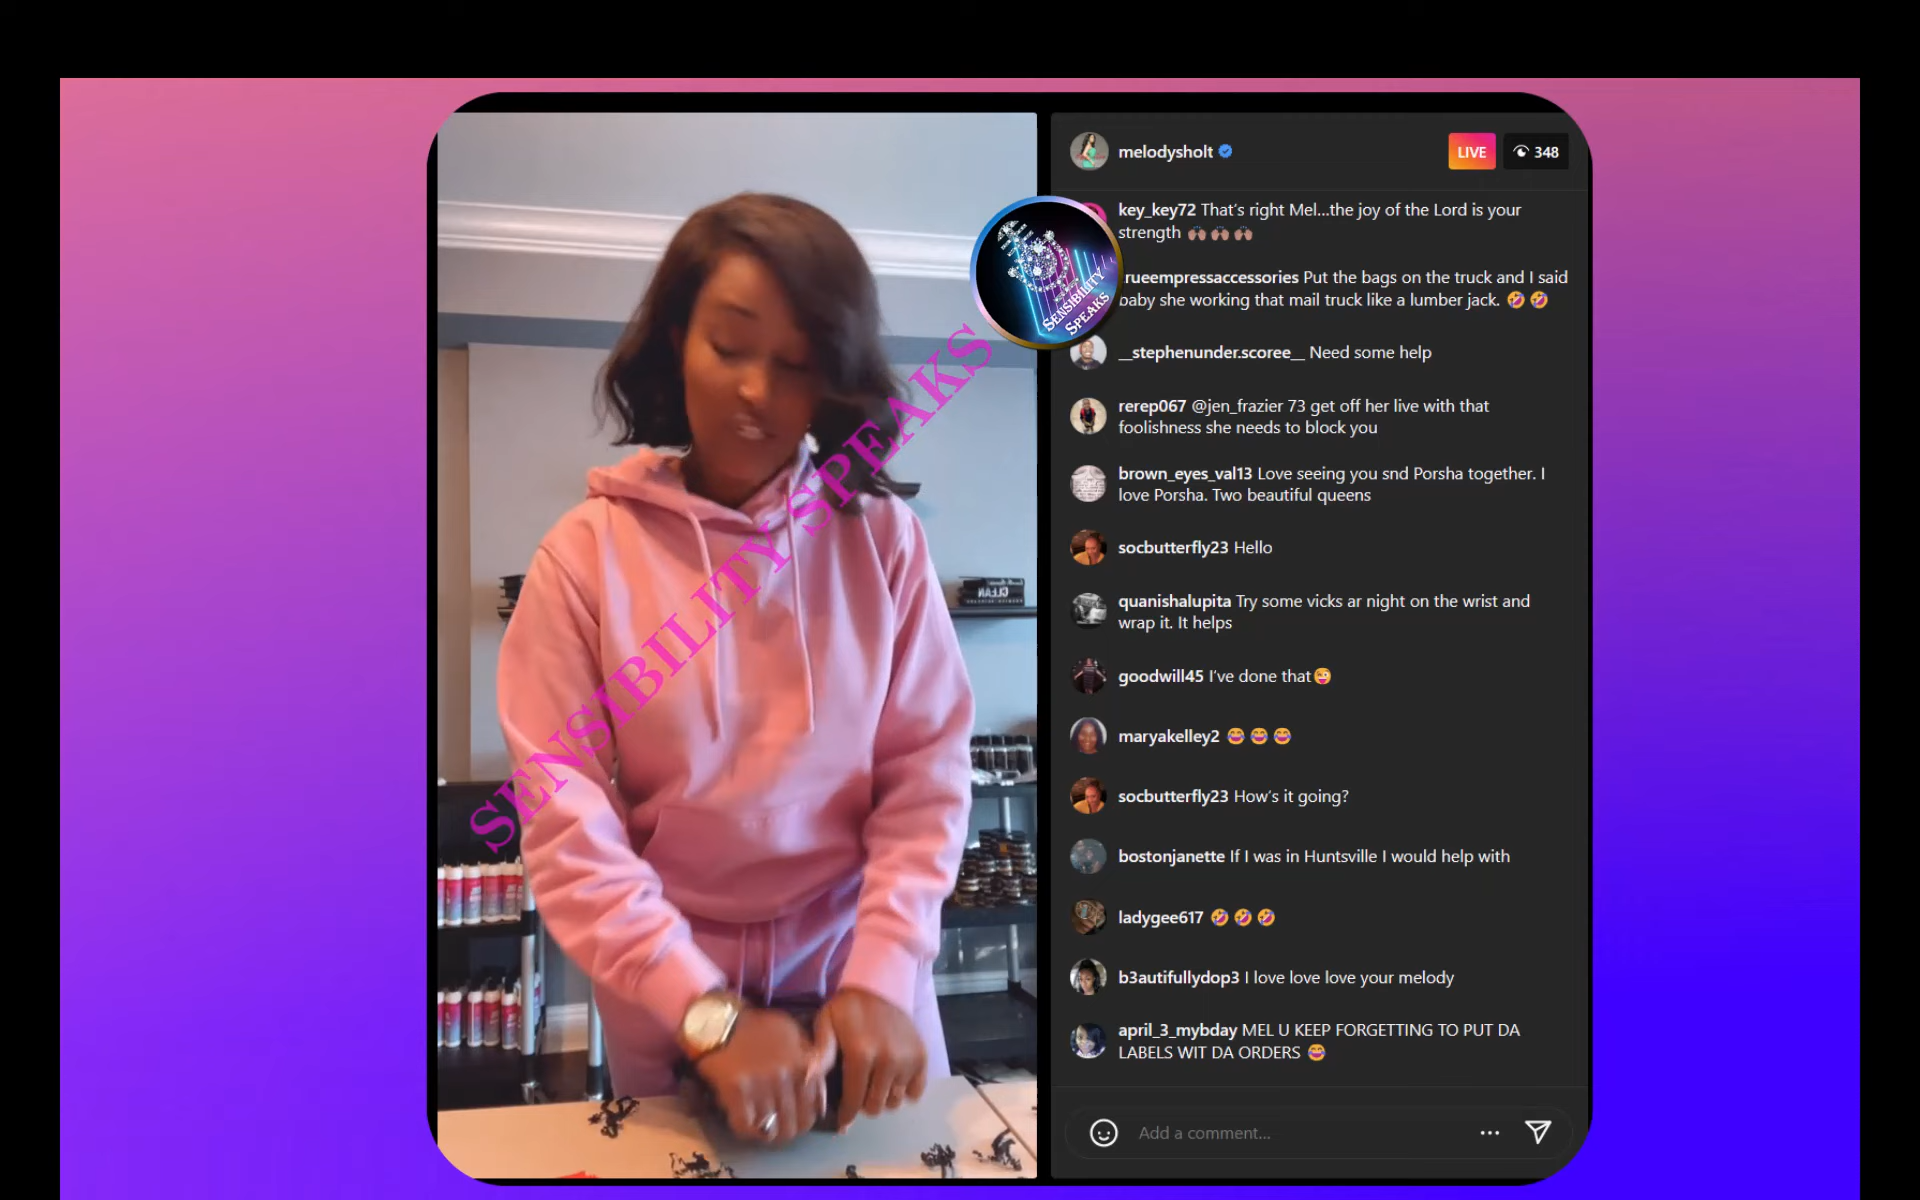 melodysholt
LIVE
348
key_key72 That's right Mel...the joy of the Lord is your
strength 🙌🏽🙌🏽🙌🏽
rueempressaccessories Put the bags on the truck and I said
baby she working that mail truck like a lumber jack. 🤣🤣
__stephenunder.scoree__ Need some help
rerep067 @jen_frazier 73 get off her live with that
foolishness she needs to block you
brown_eyes_val13 Love seeing you snd Porsha together. I
love Porsha. Two beautiful queens
socbutterfly23 Hello
quanishalupita Try some vicks ar night on the wrist and
wrap it. It helps
goodwill45 I've done that😜
maryakelley2 😂😂😂
socbutterfly23 How's it going?
bostonjanette If I was in Huntsville I would help with
ladygee617 🤣🤣🤣
b3autifullydop3 I love love love your melody
april_3_mybday MEL U KEEP FORGETTING TO PUT DA
LABELS WIT DA ORDERS 😂
Add a comment...
SENSIBILITY SPEAKS
SENSIBILITY
SPEAKS
CLEAN